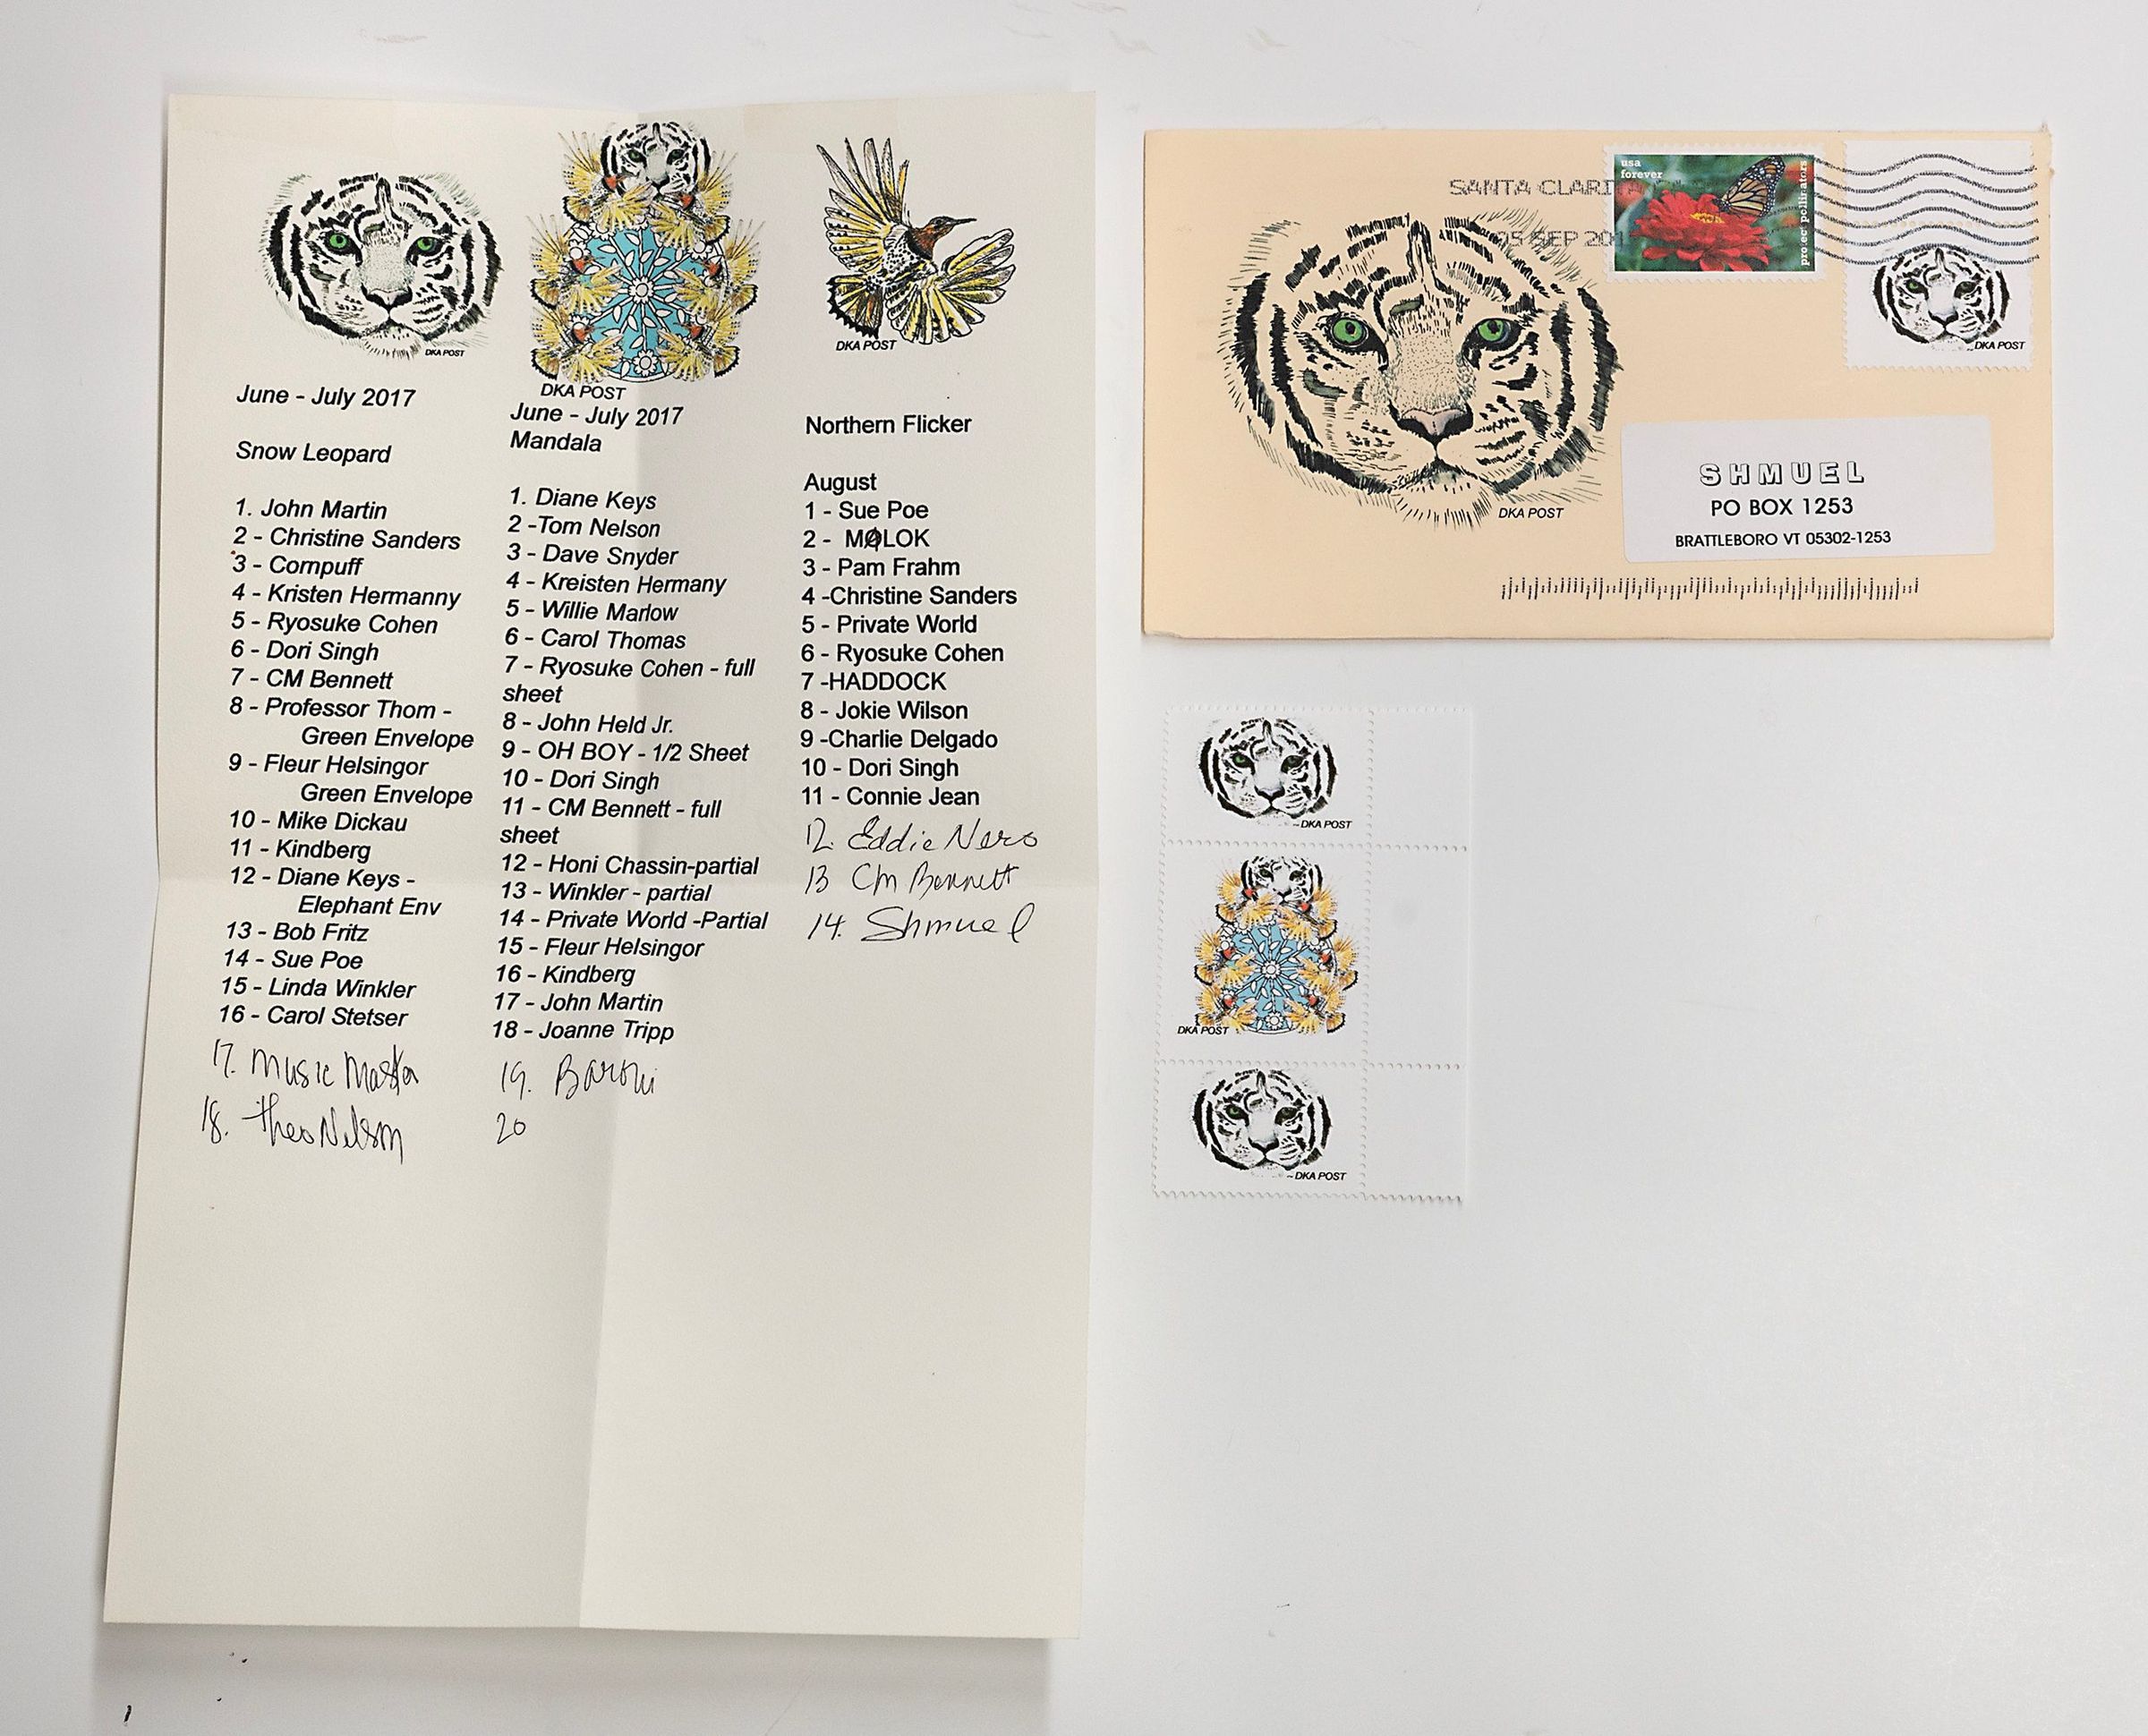 DKA POST
June - July 2017
Snow Leopard
1. John Martin
2 - Christine Sanders
3 - Cornpuff
4 - Kristen Hermanny
5 - Ryosuke Cohen
6 - Dori Singh
7 - CM Bennett
8 - Professor Thom -
Green Envelope
9 - Fleur Helsingor
Green Envelope
10 - Mike Dickau
11 - Kindberg
12 - Diane Keys -
Elephant Env
13 - Bob Fritz
14 - Sue Poe
15 - Linda Winkler
16 - Carol Stetser
17. Music Master
18. Theo Nelson
DKA POST
June - July 2017
Mandala
1. Diane Keys
2 -Tom Nelson
3 - Dave Snyder
4 - Kreisten Hermany
5 - Willie Marlow
6 - Carol Thomas
7 - Ryosuke Cohen - full
sheet
8 - John Held Jr.
9 - OH BOY - 1/2 Sheet
10 - Dori Singh
11 - CM Bennett - full
sheet
12 - Honi Chassin-partial
13 - Winkler - partial
14 - Private World -Partial
15 - Fleur Helsingor
16 - Kindberg
17 - John Martin
18 - Joanne Tripp
19. Baroni
20
DKA POST
Northern Flicker
August
1 - Sue Poe
2 - MØLOK
3 - Pam Frahm
4 -Christine Sanders
5 - Private World
6 - Ryosuke Cohen
7 -HADDOCK
8 - Jokie Wilson
9 -Charlie Delgado
10 - Dori Singh
11 - Connie Jean
12. Eddie Nero
13 CM Bennett
14. Shmuel
SANTA CLARITA
05 SEP 201
usa
forever
protect pollinators
DKA POST
DKA POST
SHMUEL
PO BOX 1253
BRATTLEBORO VT 05302-1253
DKA POST
DKA POST
DKA POST